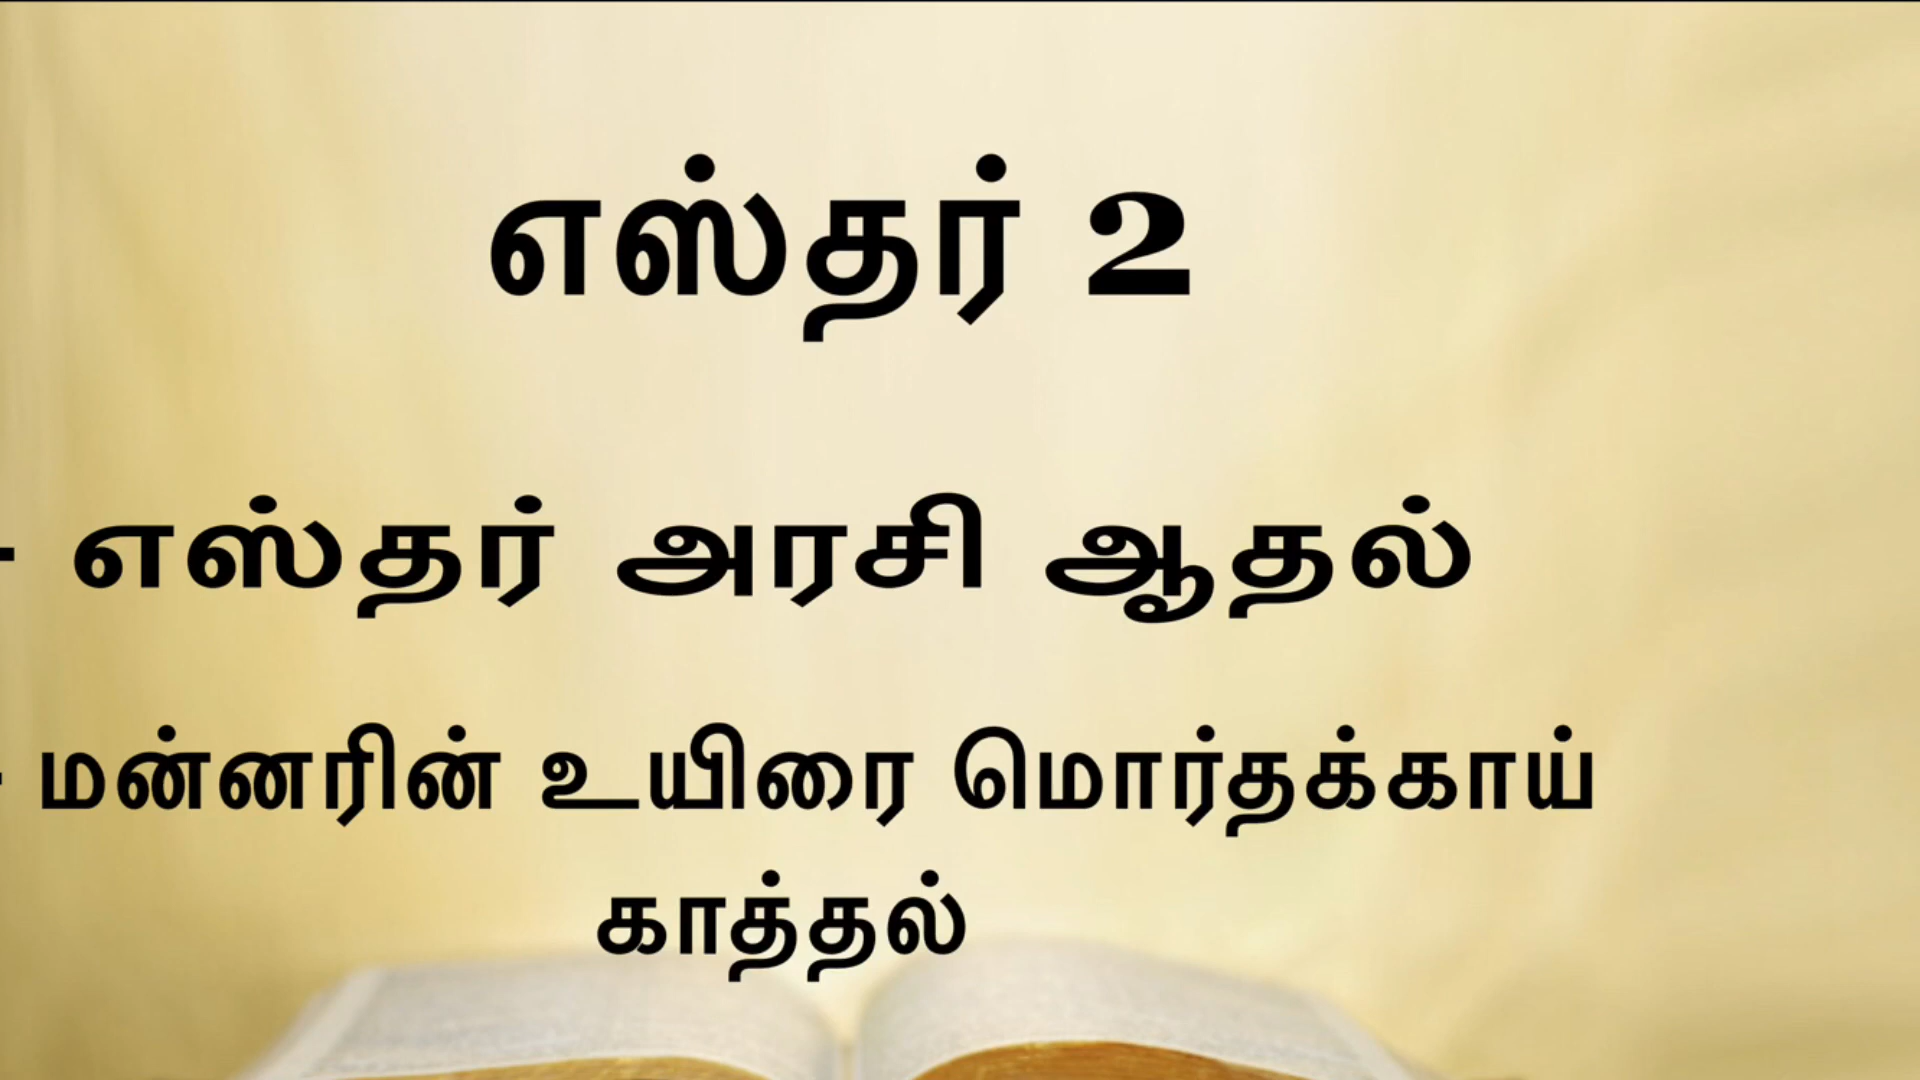 எஸ்தர் 2
- எஸ்தர் அரசி ஆதல்
- மன்னரின் உயிரை மொர்தக்காய்
காத்தல்